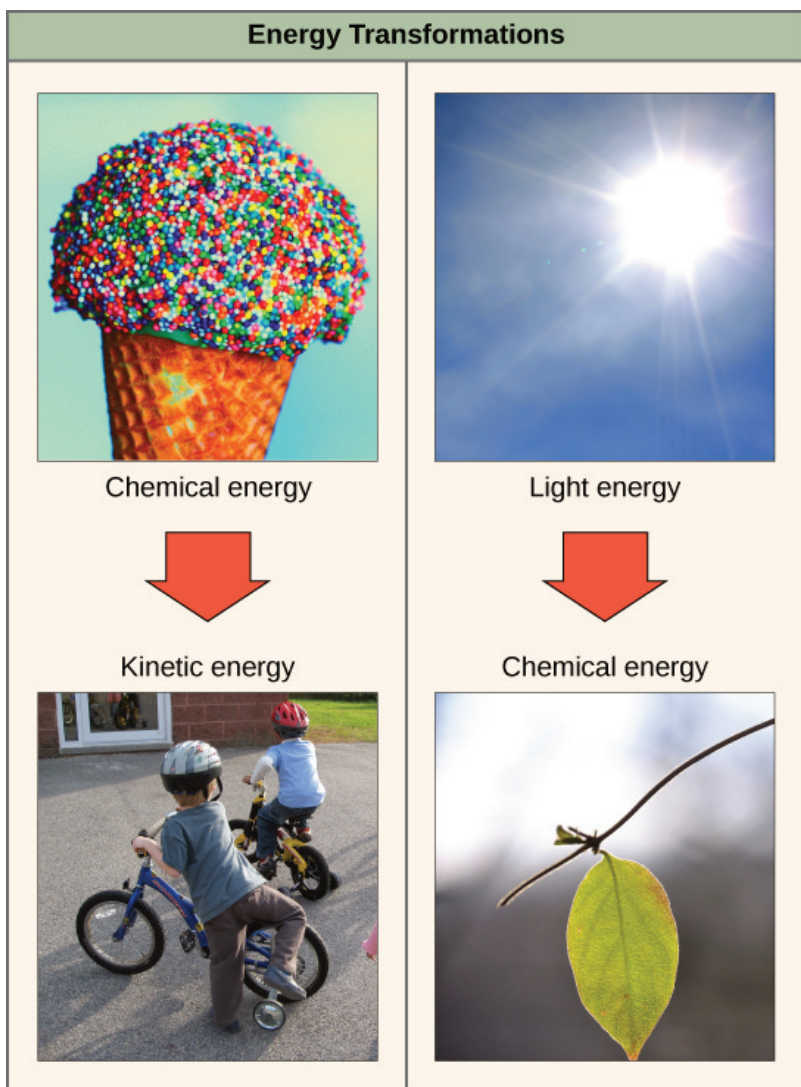 Energy Transformations
Chemical energy
Kinetic energy
Light energy
Chemical energy